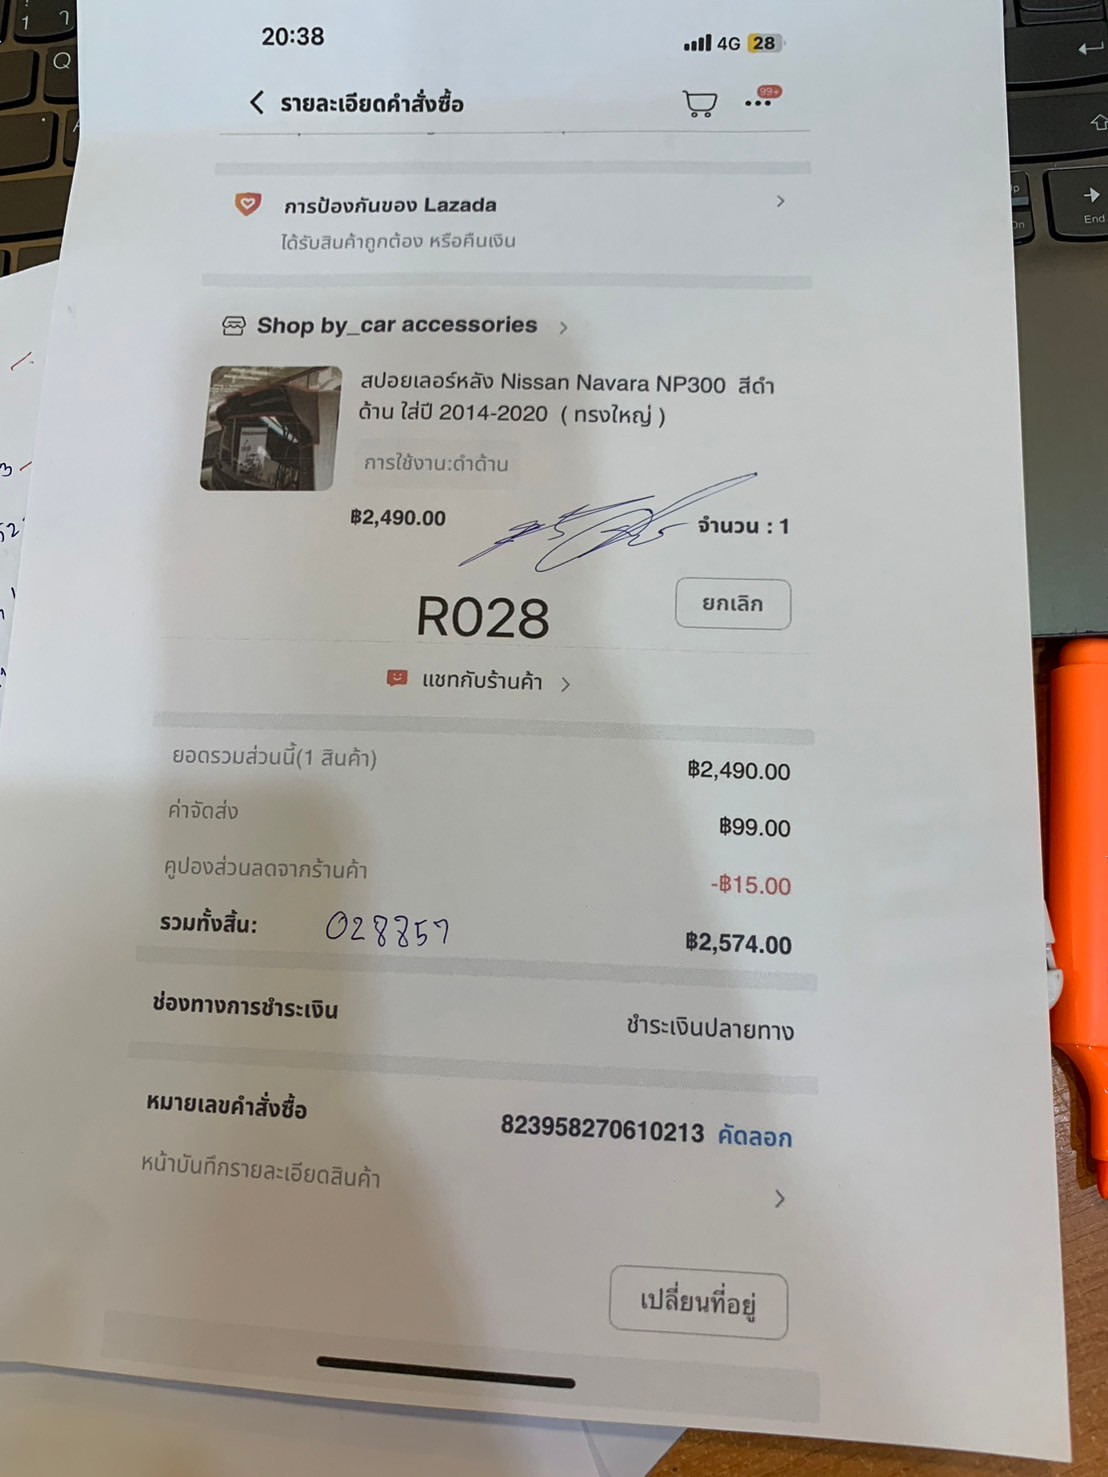 20:38
4G 28
รายละเอียดคำสั่งซื้อ
99+
การป้องกันของ Lazada
ได้รับสินค้าถูกต้อง หรือคืนเงิน
Shop by_car accessories
สปอยเลอร์หลัง Nissan Navara NP300 สีดำ
ด้าน ใส่ปี 2014-2020 ( ทรงใหญ่ )
การใช้งาน:ดำด้าน
฿2,490.00
จำนวน : 1
R028
ยกเลิก
แชทกับร้านค้า
ยอดรวมส่วนนี้(1 สินค้า) ฿2,490.00
ค่าจัดส่ง ฿99.00
คูปองส่วนลดจากร้านค้า -฿15.00
รวมทั้งสิ้น: 028857 ฿2,574.00
ช่องทางการชำระเงิน ชำระเงินปลายทาง
หมายเลขคำสั่งซื้อ 823958270610213 คัดลอก
หน้าบันทึกรายละเอียดสินค้า
เปลี่ยนที่อยู่
Q
End